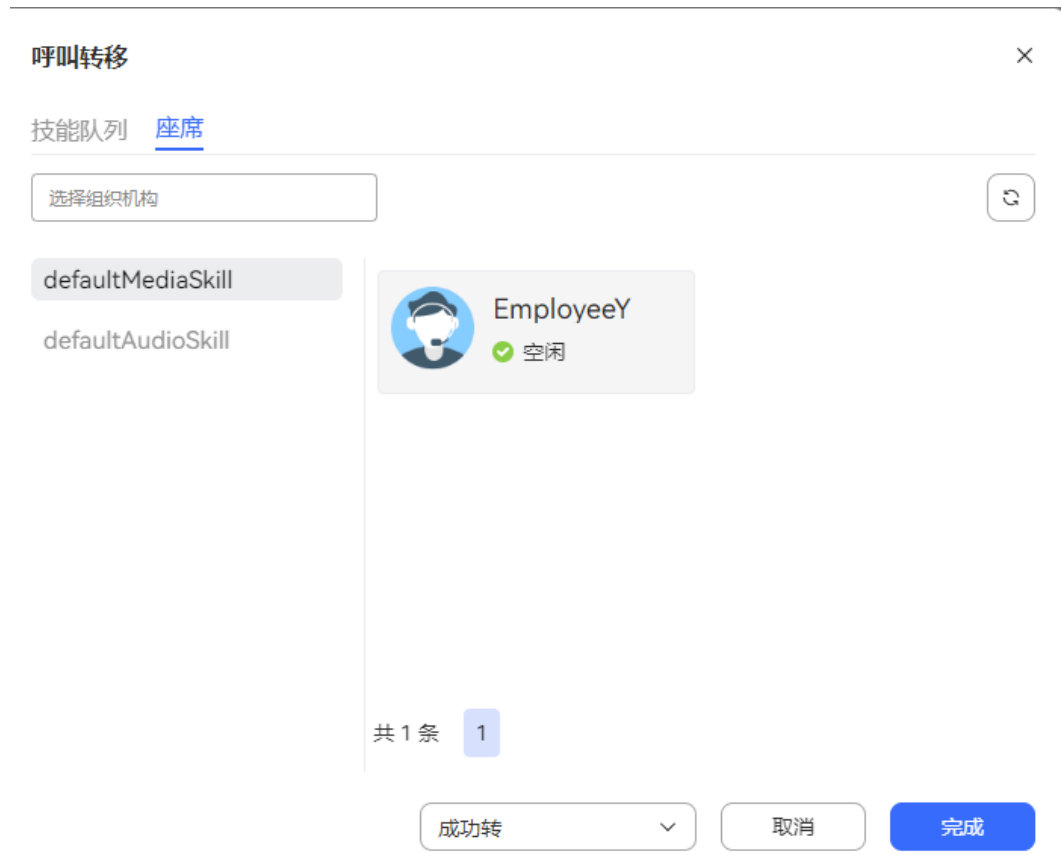 呼叫转移
技能队列 座席
选择组织机构
defaultMediaSkill
defaultAudioSkill
EmployeeY
空闲
共 1 条 1
成功转 取消 完成